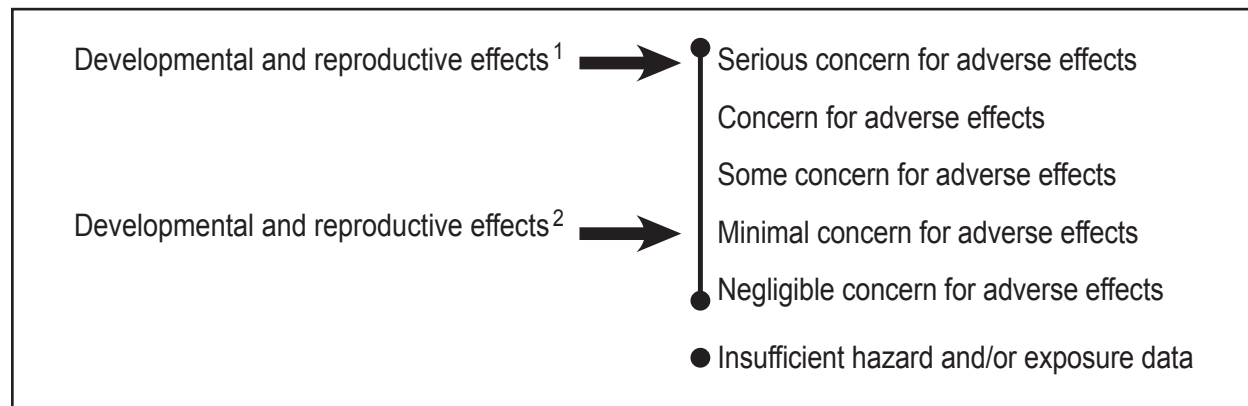 Developmental and reproductive effects1
Serious concern for adverse effects
Concern for adverse effects
Some concern for adverse effects
Developmental and reproductive effects2
Minimal concern for adverse effects
Negligible concern for adverse effects
Insufficient hazard and/or exposure data